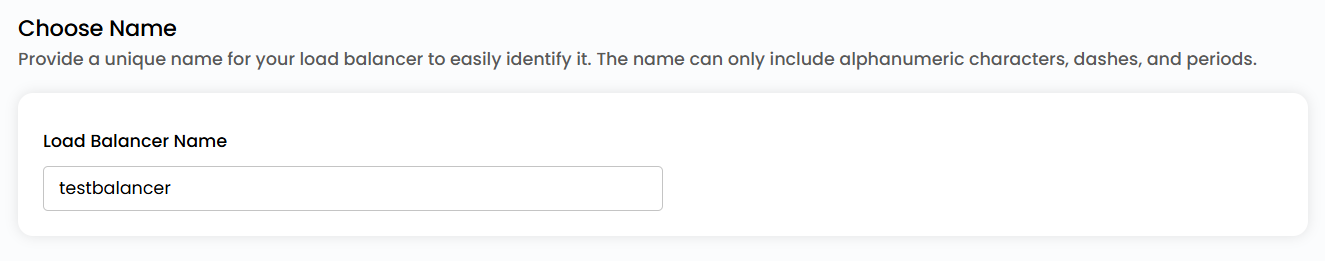 Choose Name
Provide a unique name for your load balancer to easily identify it. The name can only include alphanumeric characters, dashes, and periods.
Load Balancer Name
testbalancer